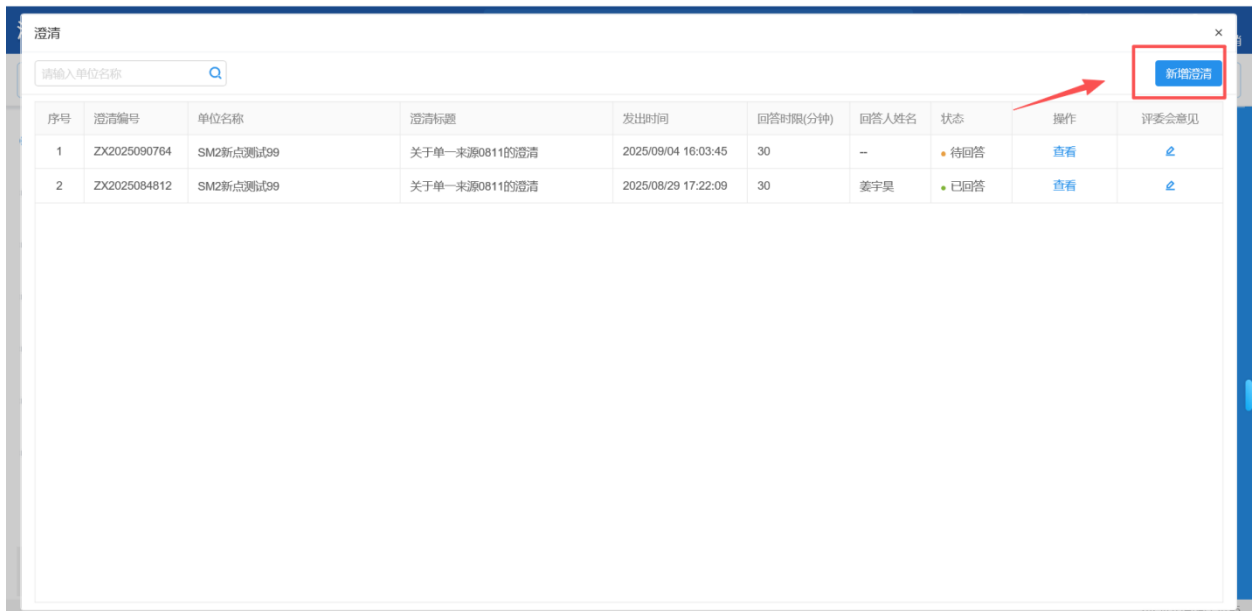 澄清
×
请输入单位名称
新增澄清
序号 澄清编号 单位名称 澄清标题 发出时间 回答时限(分钟) 回答人姓名 状态 操作 评委会意见
1 ZX2025090764 SM2新点测试99 关于单一来源0811的澄清 2025/09/04 16:03:45 30 -- 待回答 查看
2 ZX2025084812 SM2新点测试99 关于单一来源0811的澄清 2025/08/29 17:22:09 30 姜宇昊 已回答 查看